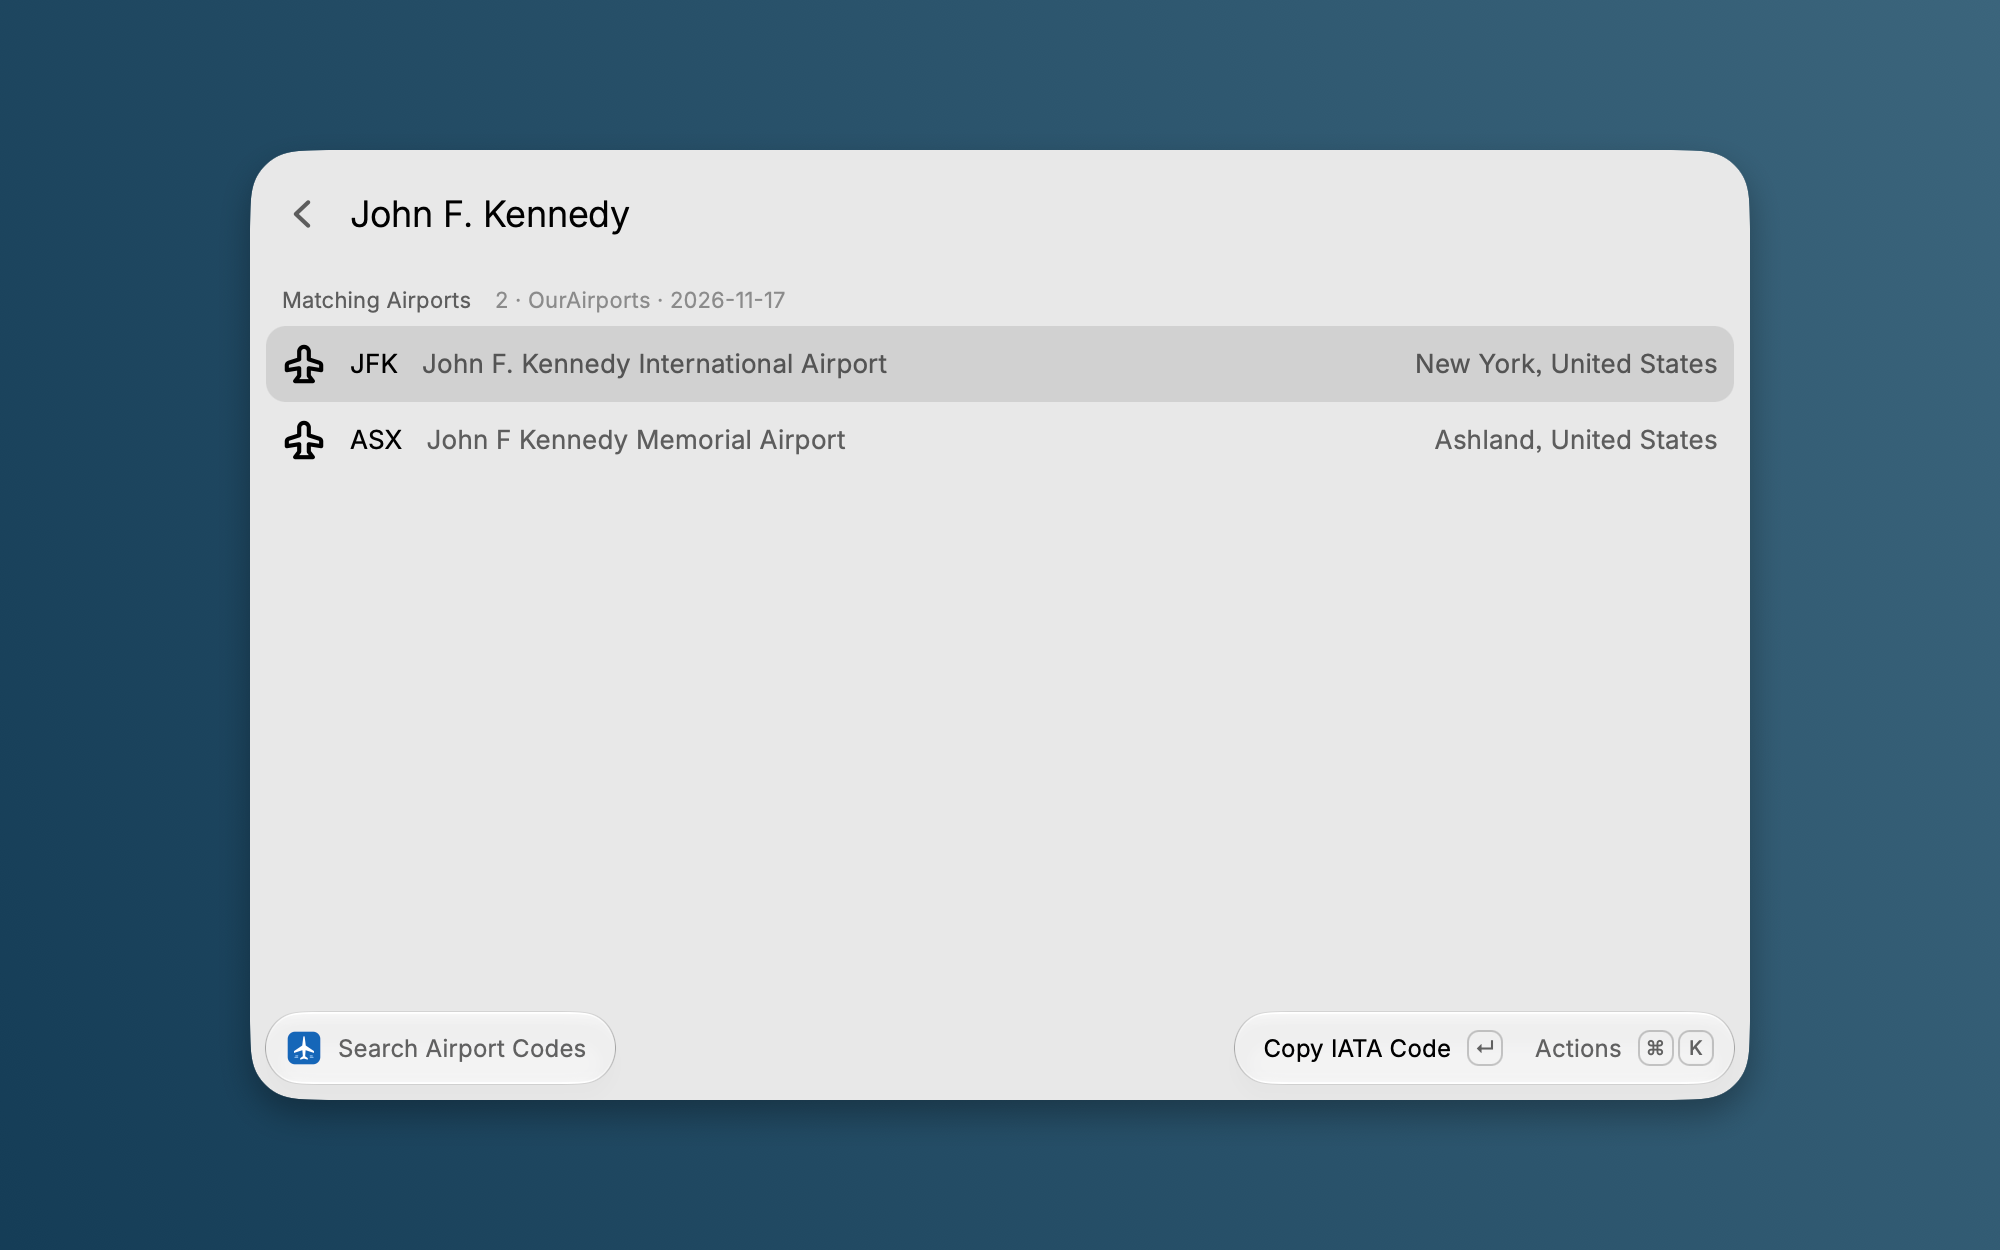 John F. Kennedy
Matching Airports 2 · OurAirports · 2026-11-17
JFK John F. Kennedy International Airport New York, United States
ASX John F Kennedy Memorial Airport Ashland, United States
Search Airport Codes Copy IATA Code ↵ Actions ⌘ K